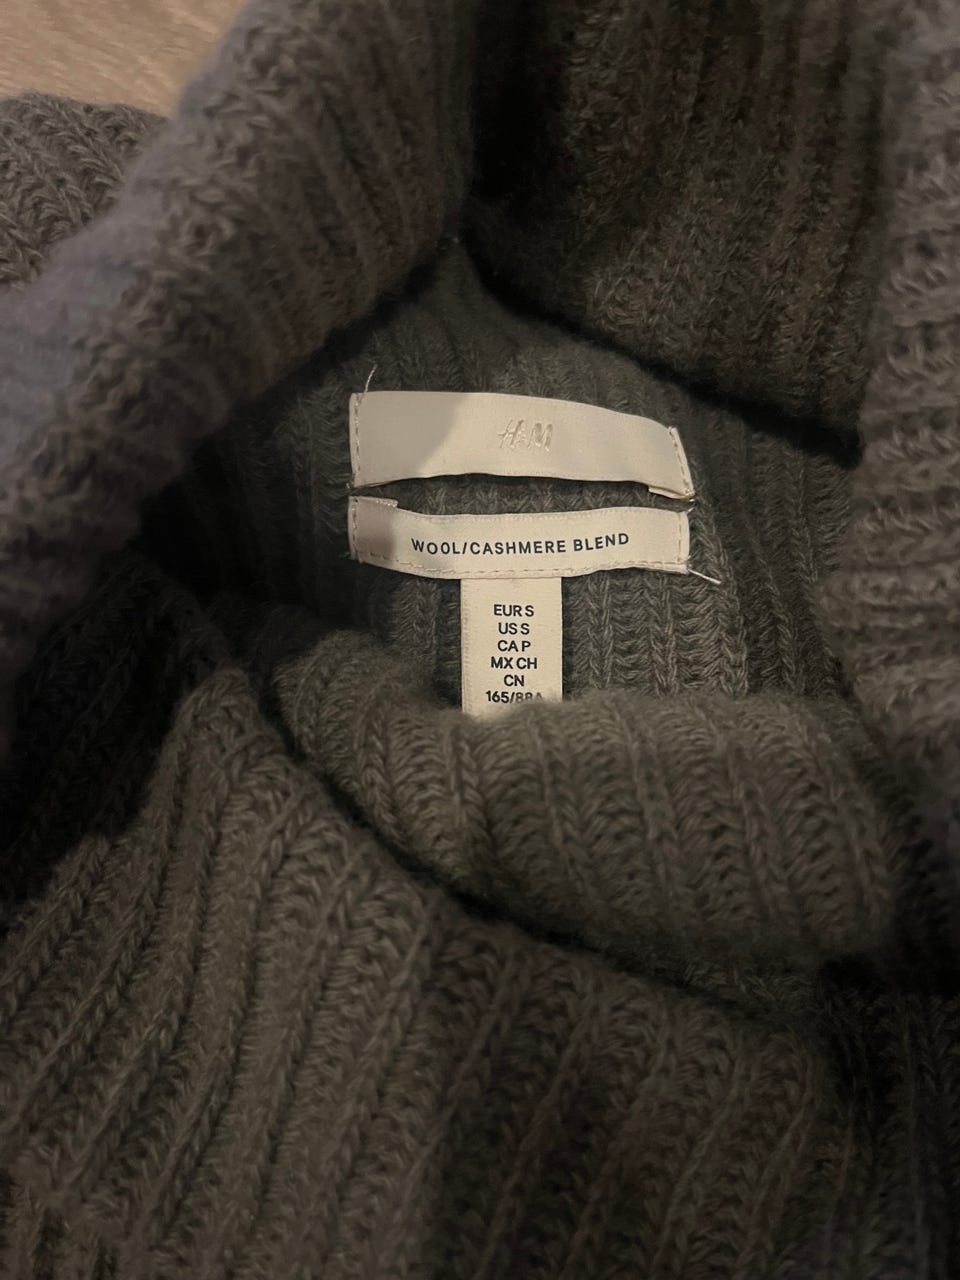 H&M
WOOL/CASHMERE BLEND
EUR S
US S
CA P
MX CH
CN
165/88A